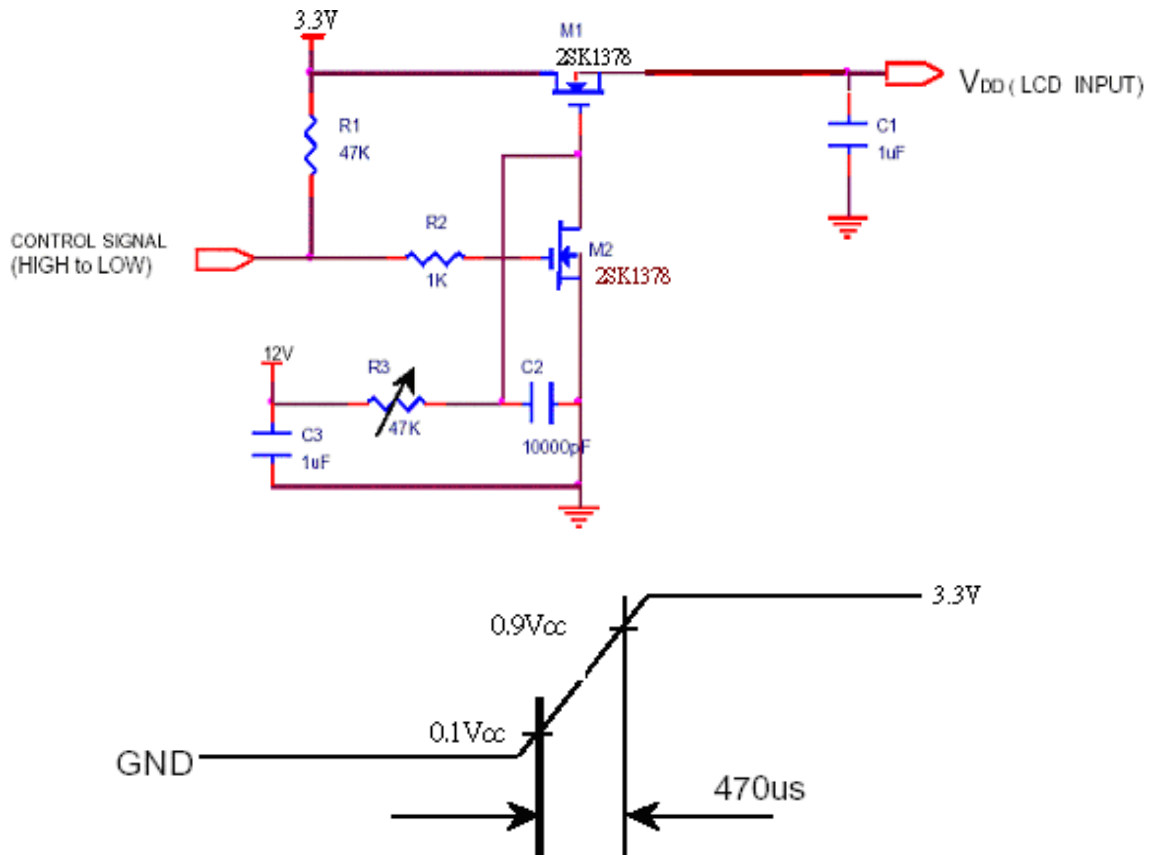 3.3V
M1
2SK1378
VDD ( LCD INPUT)
R1
47K
C1
1uF
CONTROL SIGNAL
(HIGH to LOW)
R2
1K
M2
2SK1378
12V
R3
47K
C2
10000pF
C3
1uF
3.3V
0.9Vcc
0.1Vcc
GND
470us